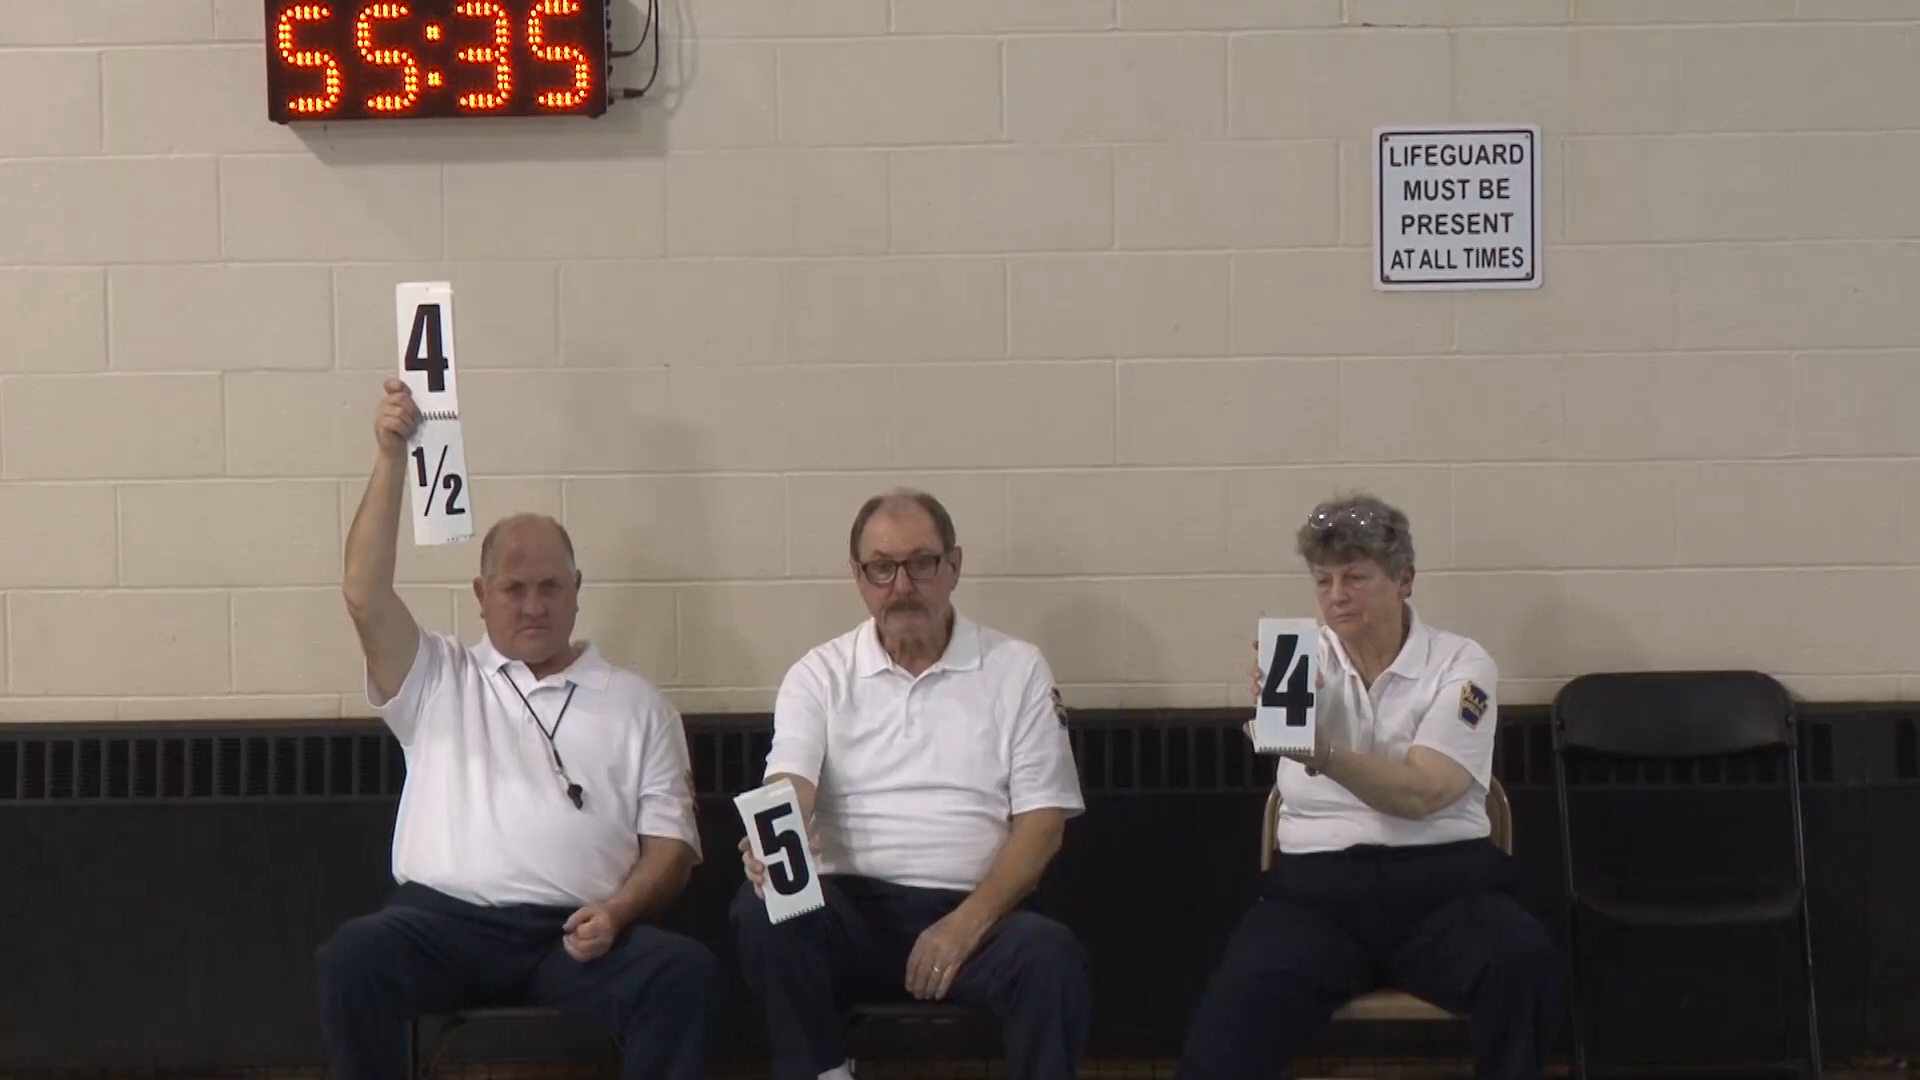 55:35
LIFEGUARD
MUST BE
PRESENT
AT ALL TIMES
4
1/2
5
4